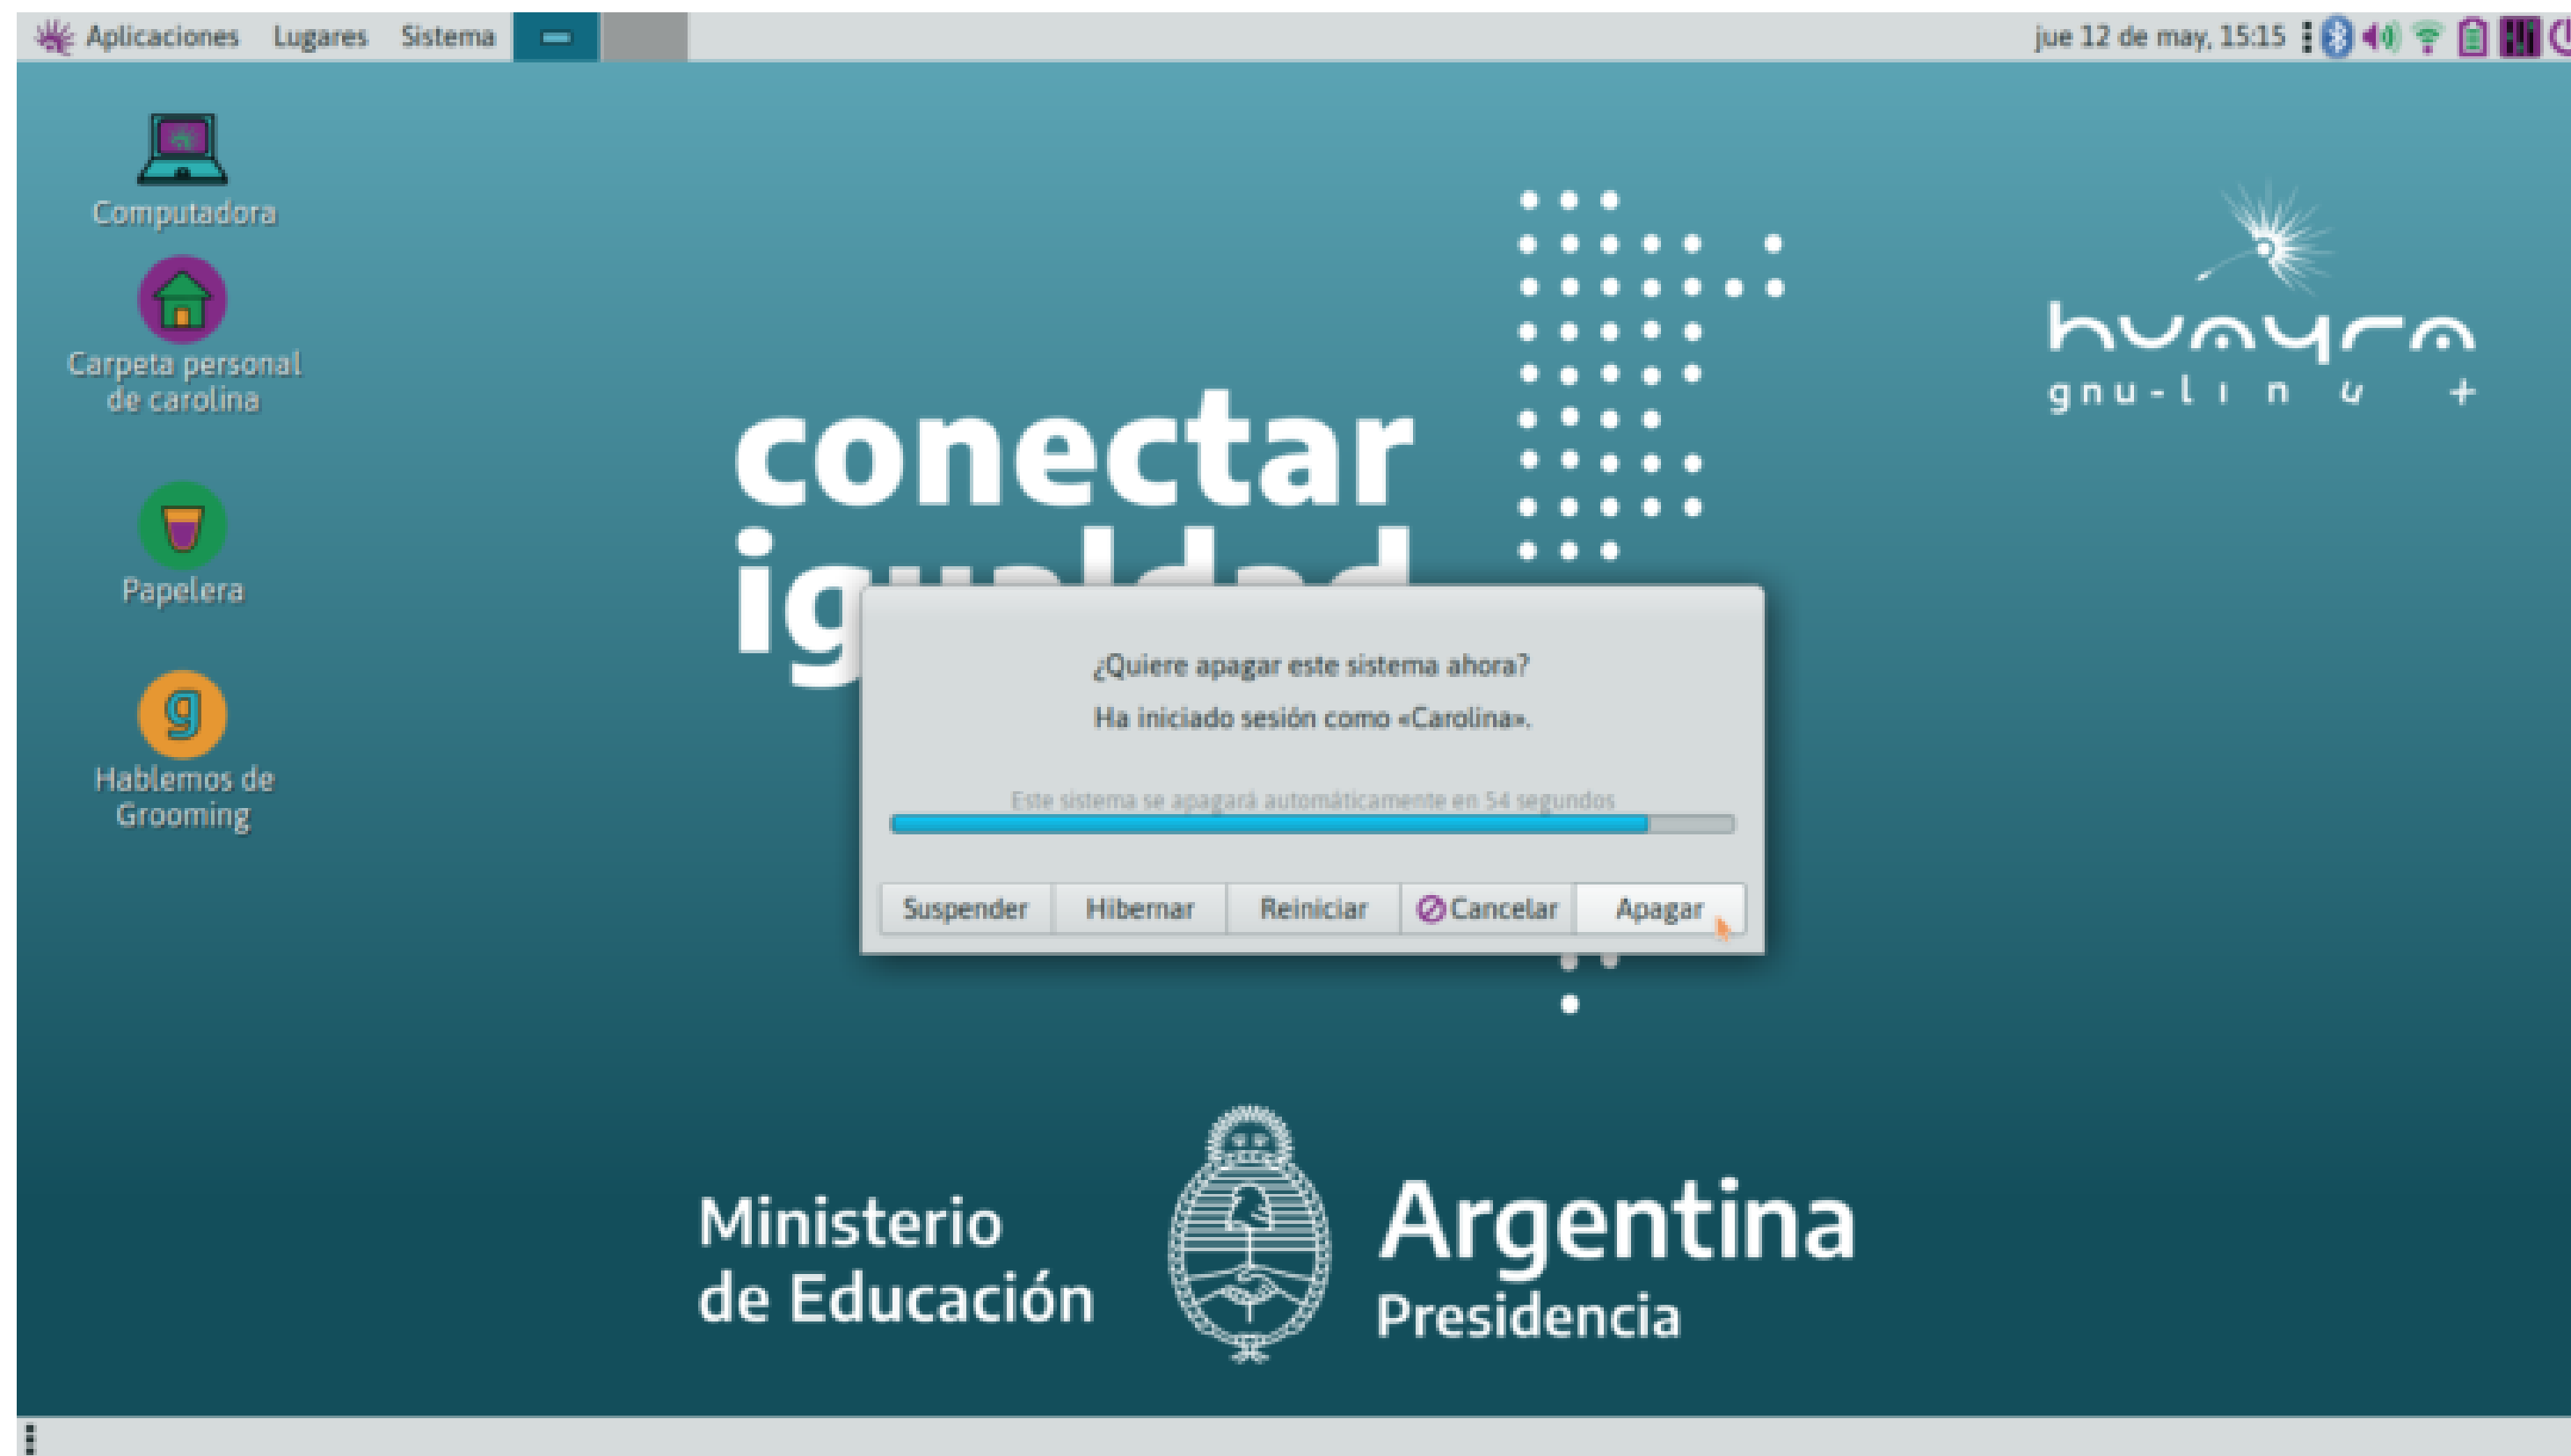 Aplicaciones Lugares Sistema
jue 12 de may, 15:15
Computadora
Carpeta personal
de carolina
Papelera
g
Hablemos de
Grooming
conectar
huayra
gnu-linux
¿Quiere apagar este sistema ahora?
Ha iniciado sesión como «Carolina».
Este sistema se apagará automáticamente en 54 segundos
Suspender Hibernar Reiniciar Cancelar Apagar
Ministerio
de Educación
Argentina
Presidencia